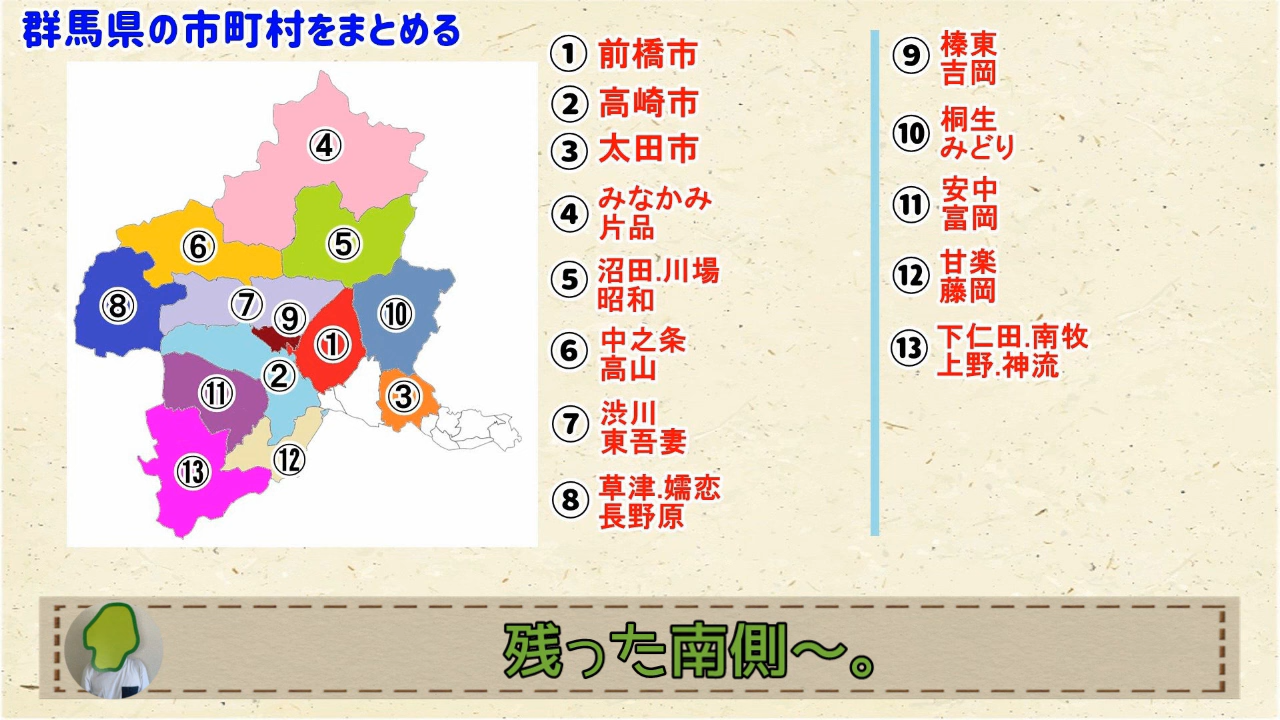 群馬県の市町村をまとめる
④
⑥
⑤
⑧
⑦
⑨
⑩
①
②
⑪
③
⑬
⑫
① 前橋市
② 高崎市
③ 太田市
④ みなかみ
片品
⑤ 沼田.川場
昭和
⑥ 中之条
高山
⑦ 渋川
東吾妻
⑧ 草津.嬬恋
長野原
⑨ 榛東
吉岡
⑩ 桐生
みどり
⑪ 安中
富岡
⑫ 甘楽
藤岡
⑬ 下仁田.南牧
上野.神流
残った南側～。